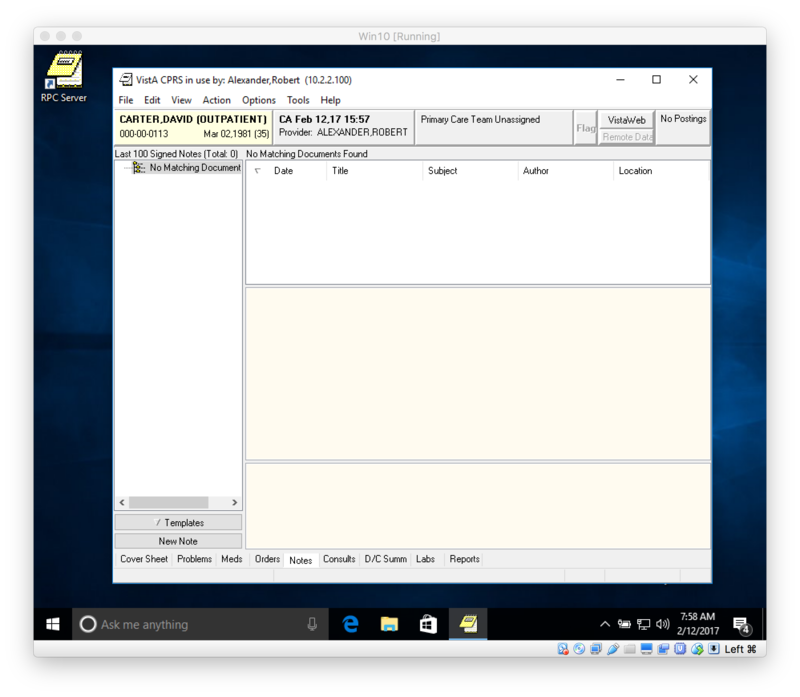 Win10 [Running]
RPC Server
VistA CPRS in use by: Alexander,Robert (10.2.2.100)
File Edit View Action Options Tools Help
CARTER,DAVID (OUTPATIENT) CA Feb 12,17 15:57 Primary Care Team Unassigned Flag VistaWeb No Postings
000-00-0113 Mar 02,1981 (35) Provider: ALEXANDER,ROBERT Remote Data
Last 100 Signed Notes (Total: 0) No Matching Documents Found
No Matching Document Date Title Subject Author Location
/ Templates
New Note
Cover Sheet Problems Meds Orders Notes Consults D/C Summ Labs Reports
Ask me anything
7:58 AM
2/12/2017
4
Left ⌘